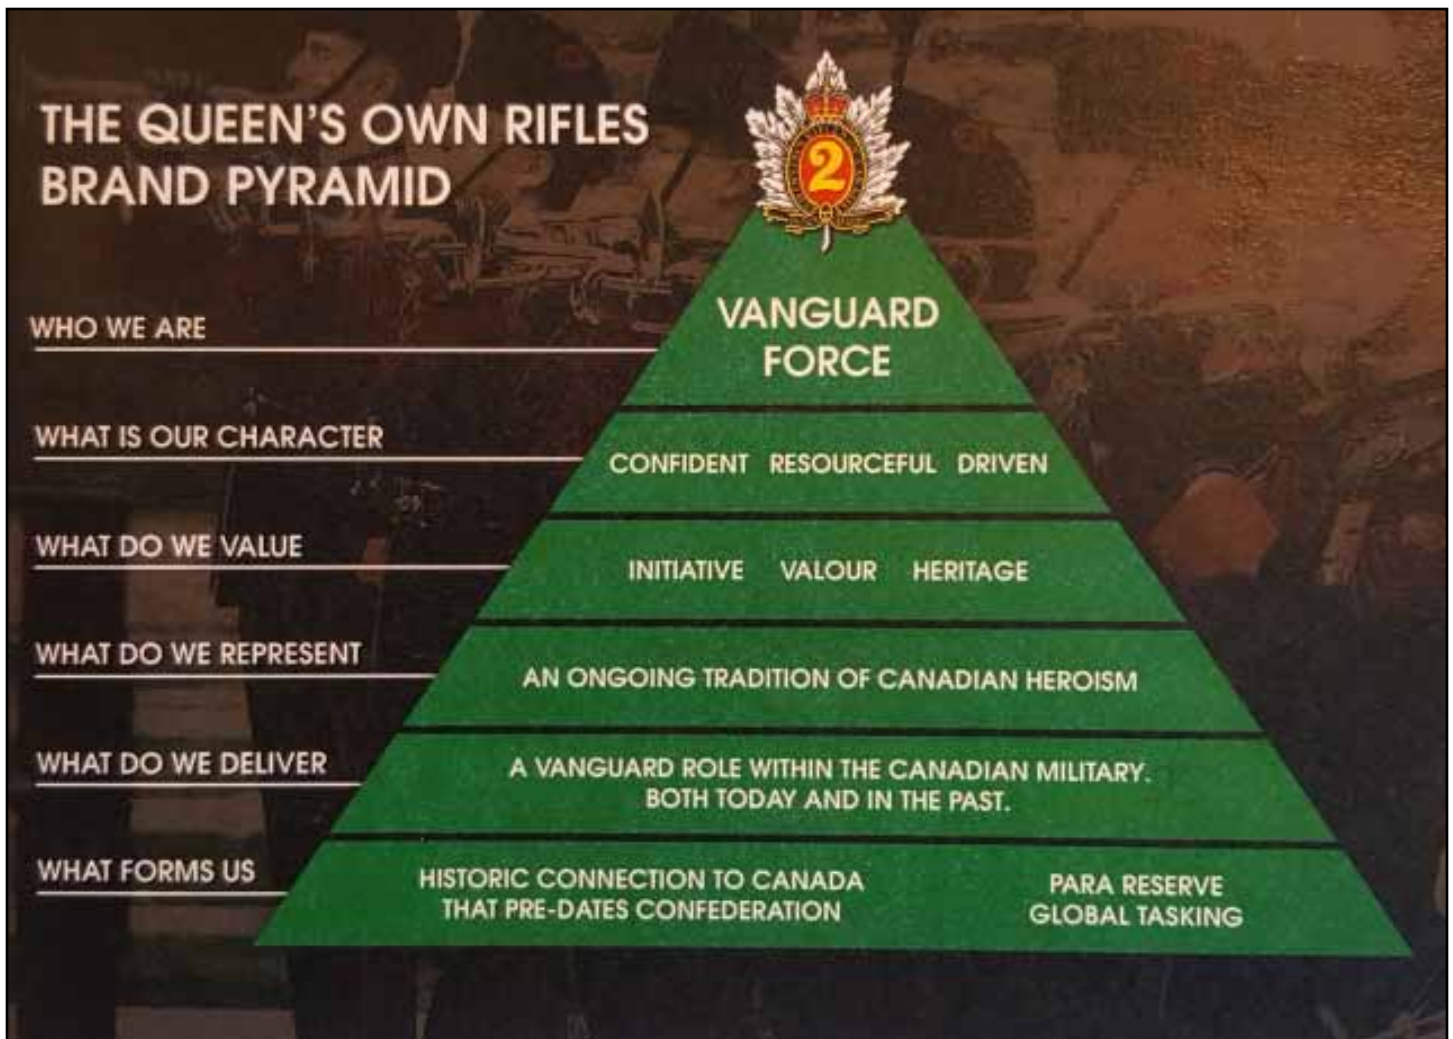 THE QUEEN'S OWN RIFLES
BRAND PYRAMID
2
WHO WE ARE
VANGUARD
FORCE
WHAT IS OUR CHARACTER
CONFIDENT RESOURCEFUL DRIVEN
WHAT DO WE VALUE
INITIATIVE VALOUR HERITAGE
WHAT DO WE REPRESENT
AN ONGOING TRADITION OF CANADIAN HEROISM
WHAT DO WE DELIVER
A VANGUARD ROLE WITHIN THE CANADIAN MILITARY.
BOTH TODAY AND IN THE PAST.
WHAT FORMS US
HISTORIC CONNECTION TO CANADA
THAT PRE-DATES CONFEDERATION
PARA RESERVE
GLOBAL TASKING